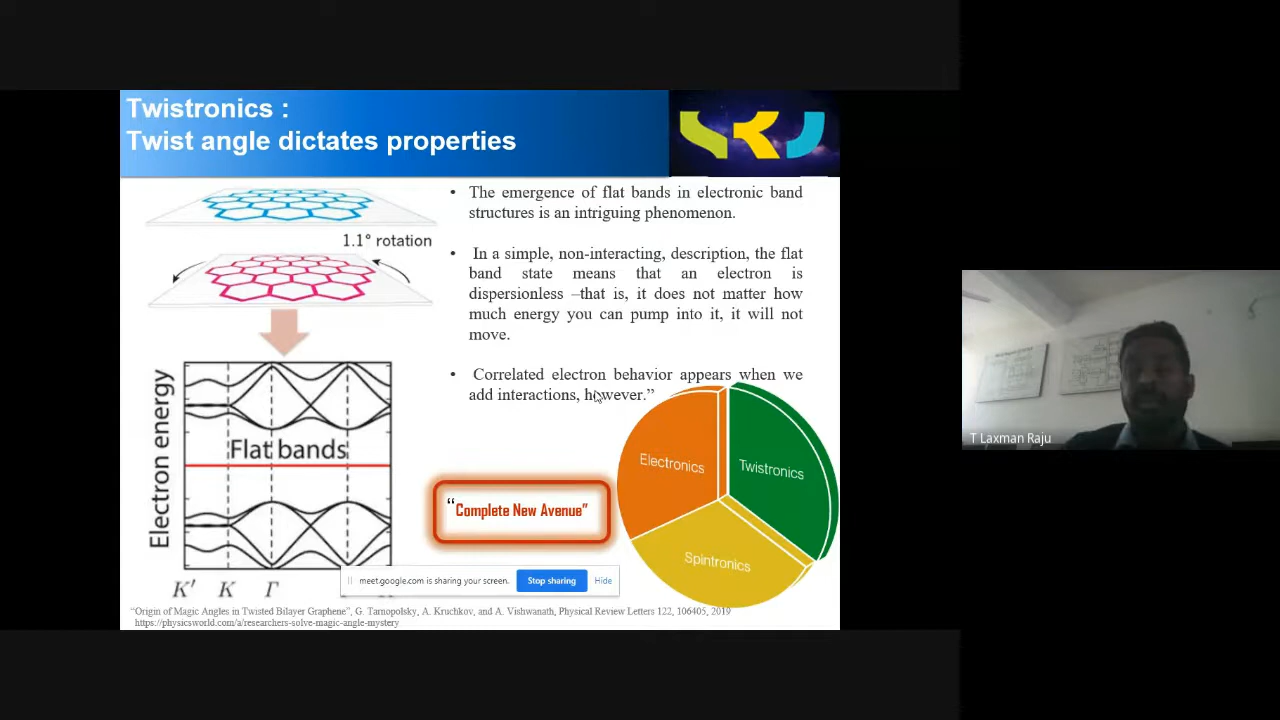 Twistronics :
Twist angle dictates properties
• The emergence of flat bands in electronic band
structures is an intriguing phenomenon.
1.1° rotation
• In a simple, non-interacting, description, the flat
band state means that an electron is
dispersionless –that is, it does not matter how
much energy you can pump into it, it will not
move.
• Correlated electron behavior appears when we
add interactions, however.”
Electron energy
Flat bands
K′ K Γ
“Complete New Avenue”
Electronics
Twistronics
Spintronics
meet.google.com is sharing your screen.
Stop sharing
Hide
“Origin of Magic Angles in Twisted Bilayer Graphene”, G. Tarnopolsky, A. Kruchkov, and A. Vishwanath, Physical Review Letters 122, 106405, 2019
https://physicsworld.com/a/researchers-solve-magic-angle-mystery
T Laxman Raju